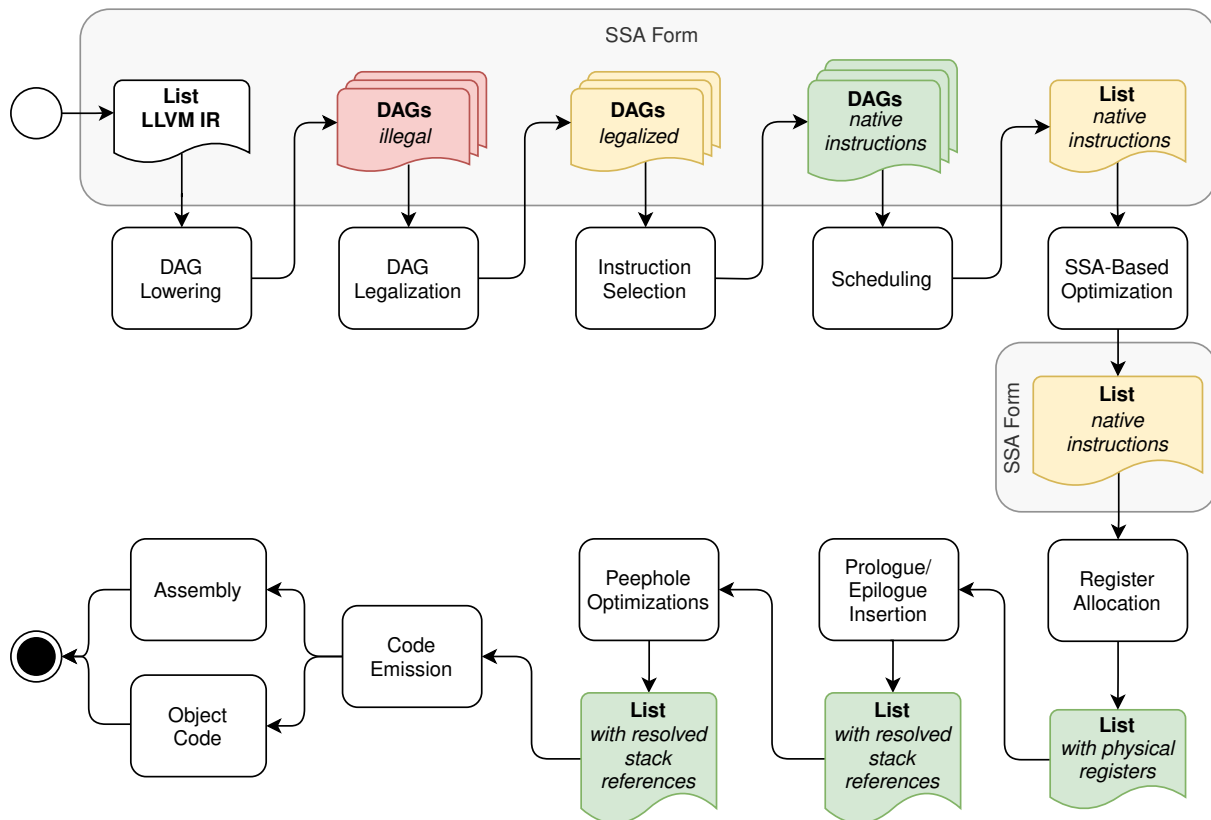 SSA Form
List
LLVM IR
DAGs
illegal
DAGs
legalized
DAGs
native
instructions
List
native
instructions
DAG
Lowering
DAG
Legalization
Instruction
Selection
Scheduling
SSA-Based
Optimization
SSA Form
List
native
instructions
Register
Allocation
Prologue/
Epilogue
Insertion
Peephole
Optimizations
Code
Emission
Assembly
Object
Code
List
with resolved
stack
references
List
with resolved
stack
references
List
with physical
registers